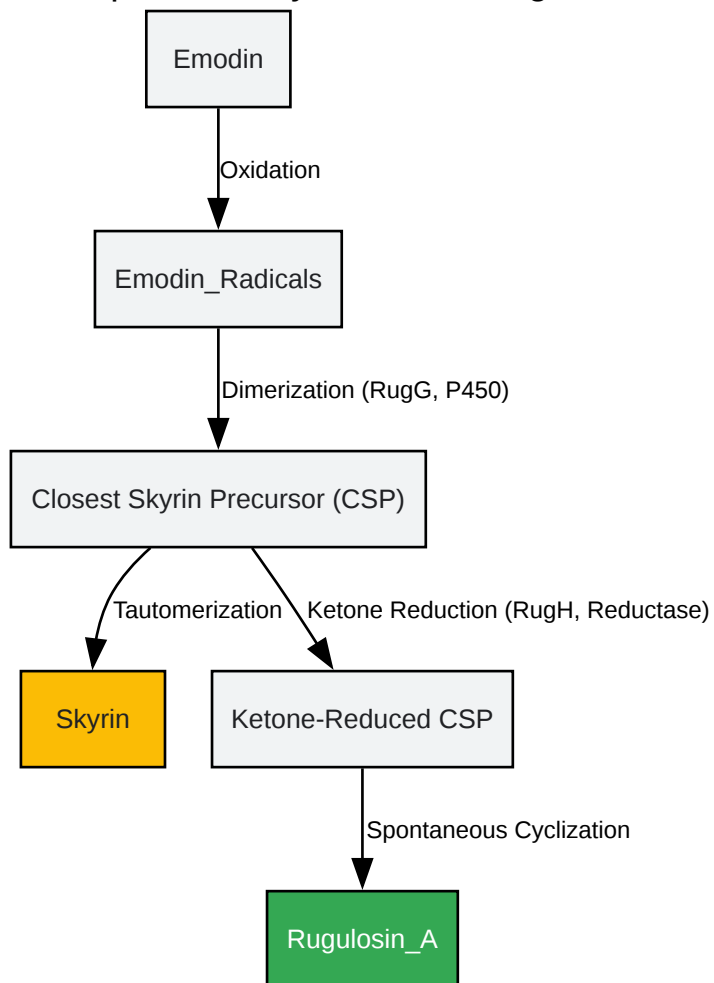 Emodin
Oxidation
Emodin_Radicals
Dimerization (RugG, P450)
Closest Skyrin Precursor (CSP)
Tautomerization
Ketone Reduction (RugH, Reductase)
Skyrin
Ketone-Reduced CSP
Spontaneous Cyclization
Rugulosin_A